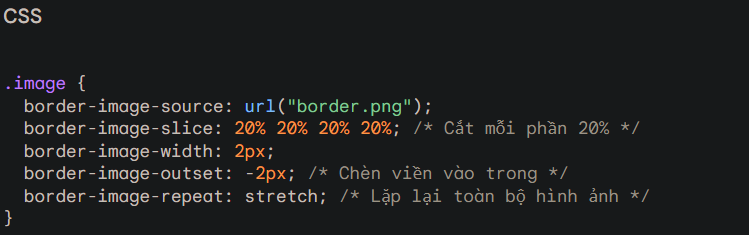 CSS
.image {
  border-image-source: url("border.png");
  border-image-slice: 20% 20% 20% 20%; /* Cắt mỗi phần 20% */
  border-image-width: 2px;
  border-image-outset: -2px; /* Chèn viền vào trong */
  border-image-repeat: stretch; /* Lặp lại toàn bộ hình ảnh */
}